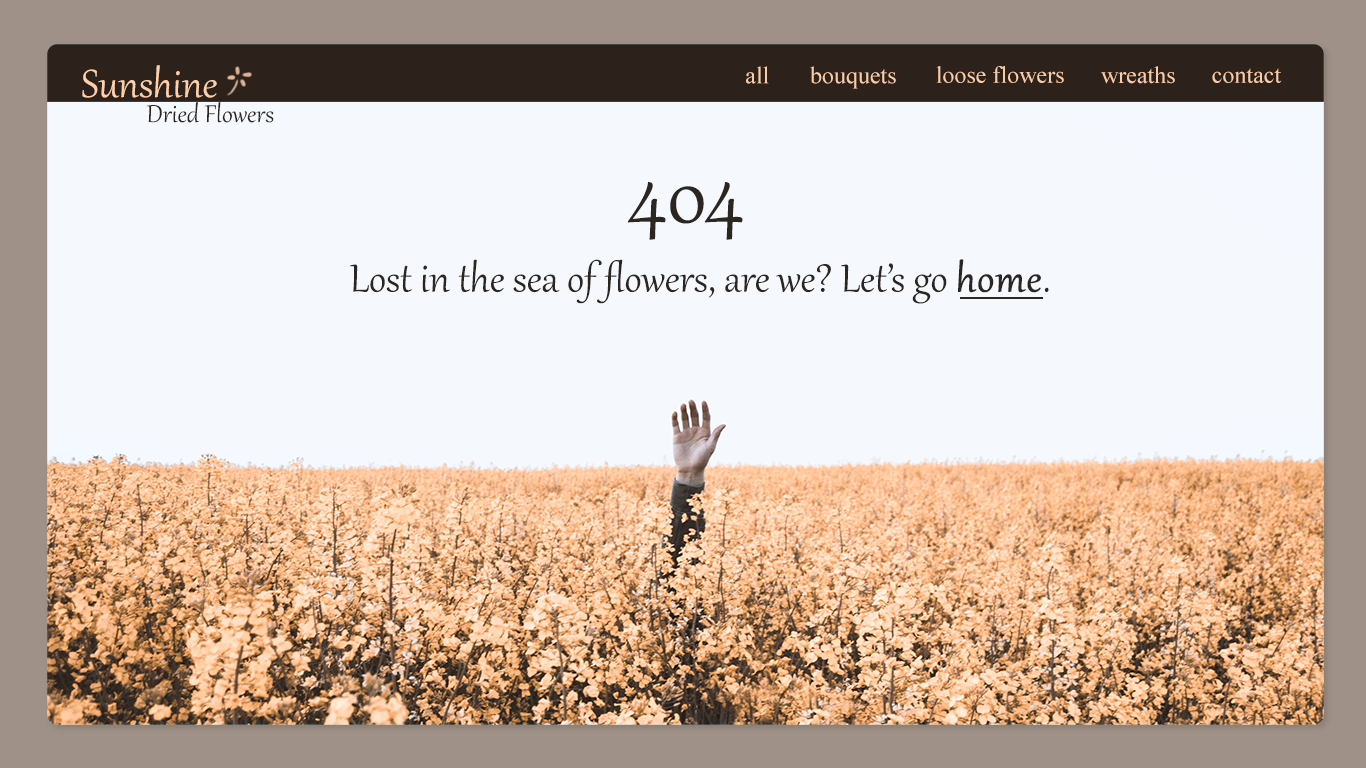 Sunshine
Dried Flowers
all bouquets loose flowers wreaths contact
404
Lost in the sea of flowers, are we? Let’s go home.